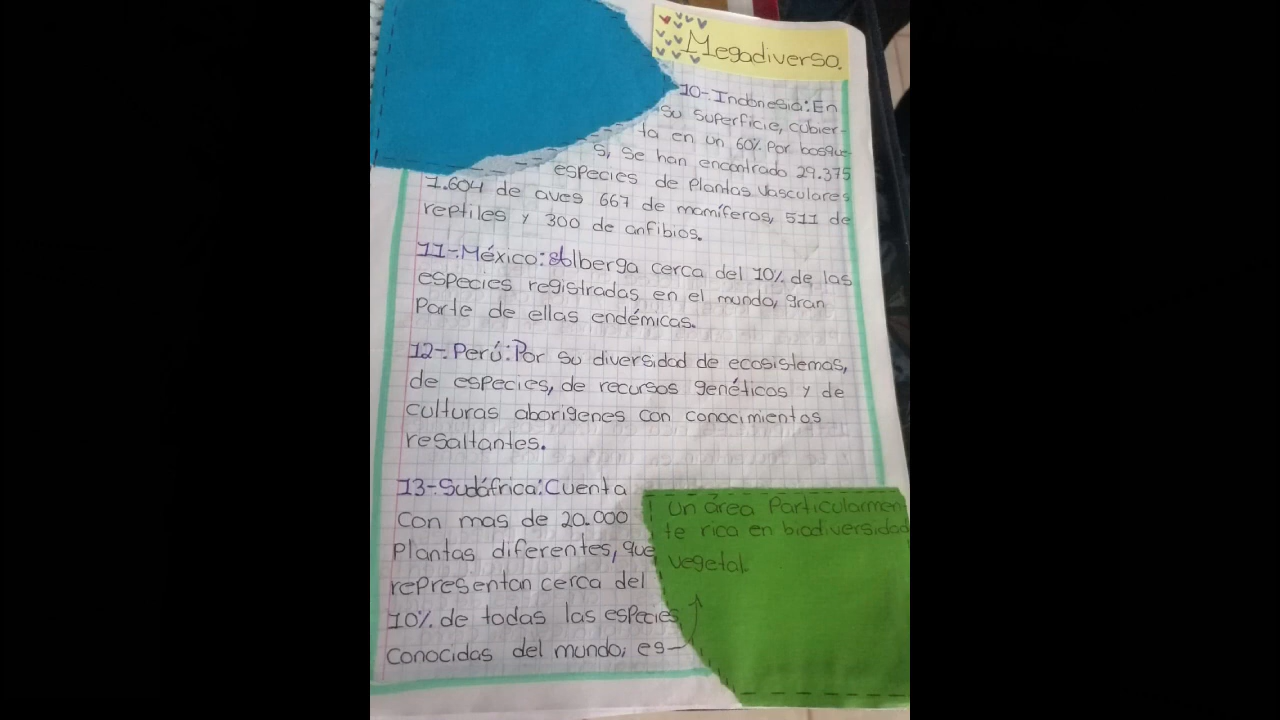 Megadiverso.
10-Indonesia: En
su superficie, cubier-
ta en un 60% por bosque-
s, se han encontrado 29.375
especies de plantas vasculares
1.604 de aves 667 de mamíferos, 511 de
reptiles y 300 de anfibios.
11-México: alberga cerca del 10% de las
especies registradas en el mundo, gran
parte de ellas endémicas.
12-Perú: Por su diversidad de ecosistemas,
de especies, de recursos genéticos y de
culturas aborigenes con conocimientos
resaltantes.
13-Sudáfrica: Cuenta
con mas de 20.000
plantas diferentes, que
representan cerca del
10% de todas las especies
conocidas del mundo, es
un área particularmen-
te rica en biodiversidad
vegetal.